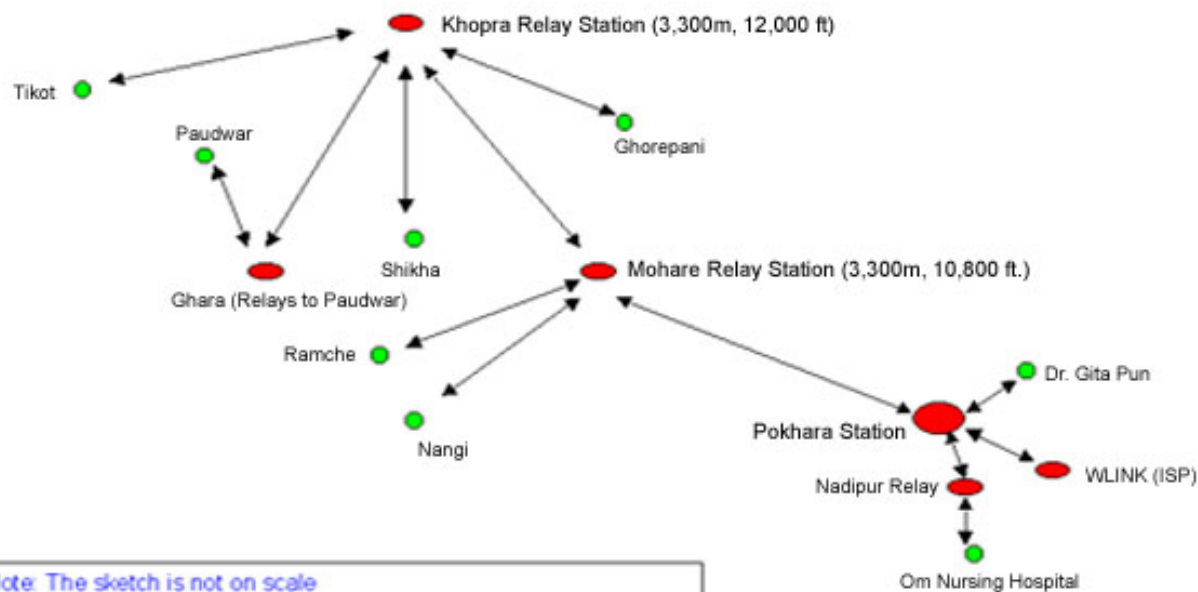 Khopra Relay Station (3,300m, 12,000 ft)
Tikot
Paudwar
Ghorepani
Shikha
Mohare Relay Station (3,300m, 10,800 ft.)
Ghara (Relays to Paudwar)
Ramche
Dr. Gita Pun
Nangi
Pokhara Station
WLINK (ISP)
Nadipur Relay
Om Nursing Hospital
Note: The sketch is not on scale